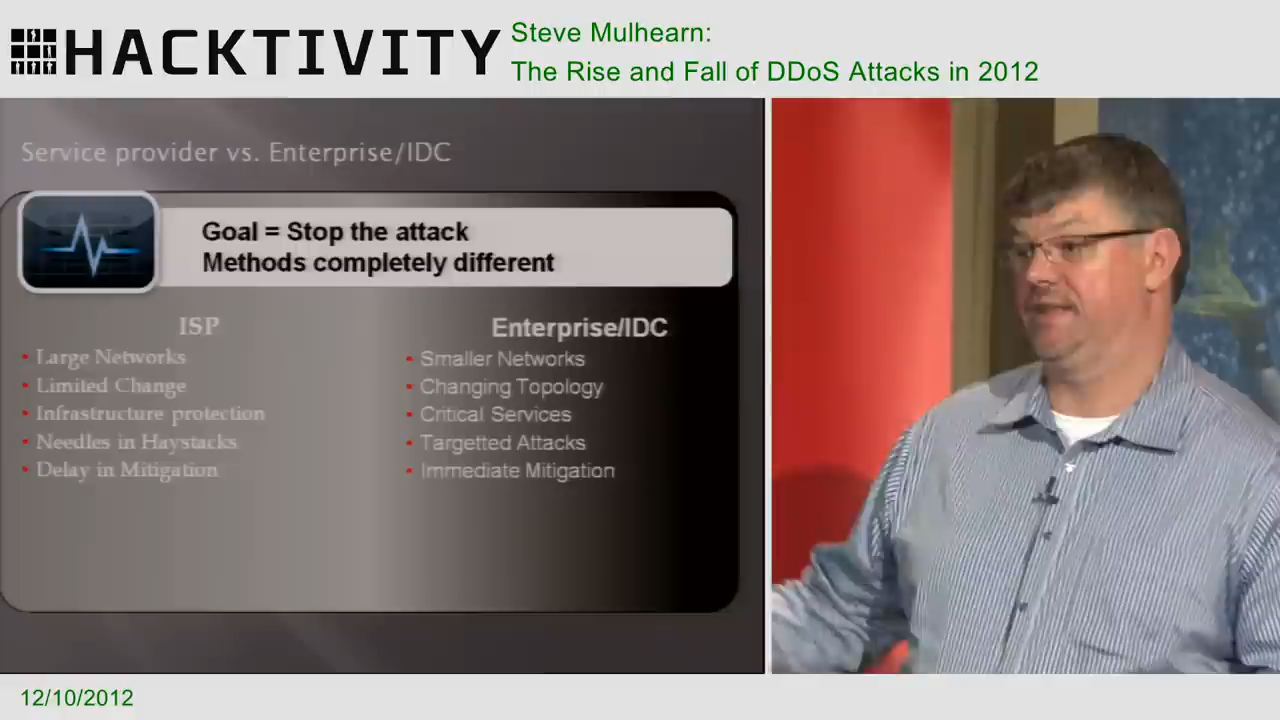 HACKTIVITY
Steve Mulhearn:
The Rise and Fall of DDoS Attacks in 2012
Service provider vs. Enterprise/IDC
Goal = Stop the attack
Methods completely different
ISP
• Large Networks
• Limited Change
• Infrastructure protection
• Needles in Haystacks
• Delay in Mitigation
Enterprise/IDC
• Smaller Networks
• Changing Topology
• Critical Services
• Targetted Attacks
• Immediate Mitigation
12/10/2012